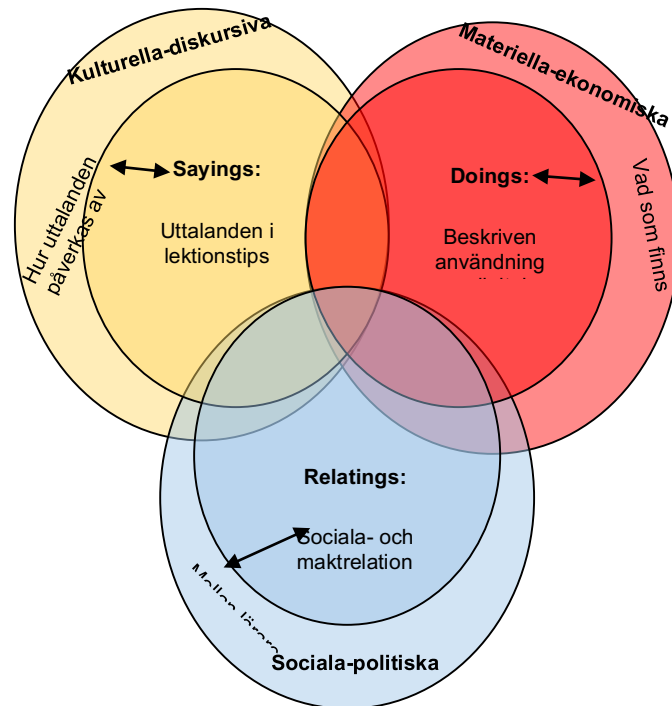 Kulturella-diskursiva
Materiella-ekonomiska
Hur uttalanden
påverkas av
Sayings:
Uttalanden i
lektionstips
Doings:
Beskriven
användning
Vad som finns
Relatings:
Sociala- och
maktrelation
Mellan
Sociala-politiska